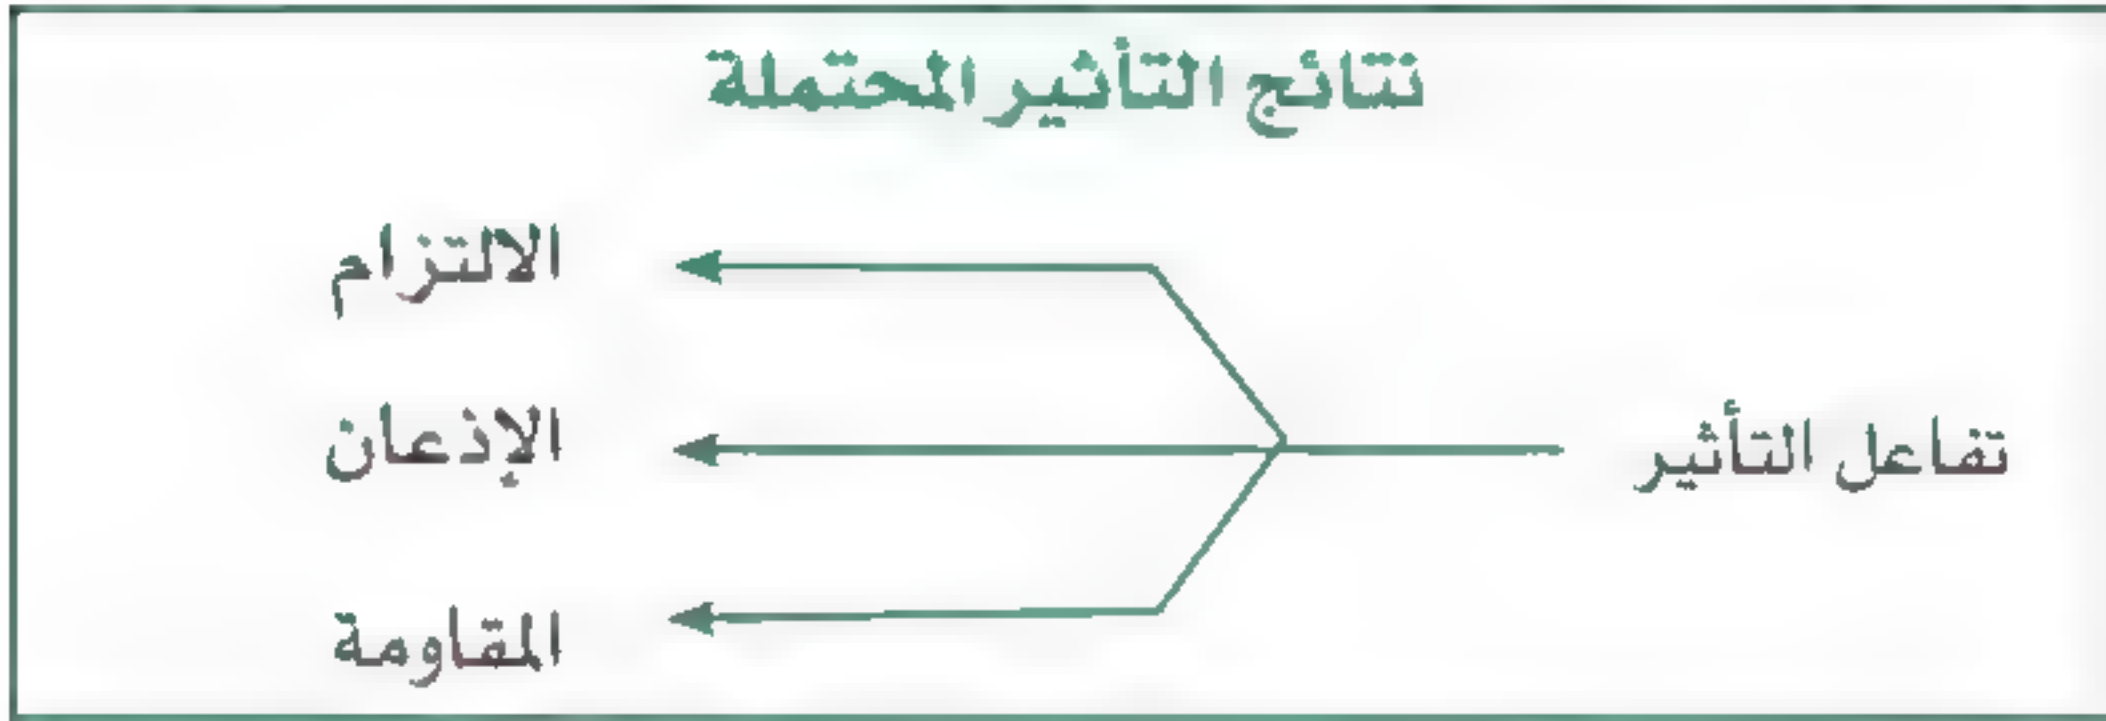 نتائج التأثير المحتملة
تفاعل التأثير
الالتزام
الإذعان
المقاومة